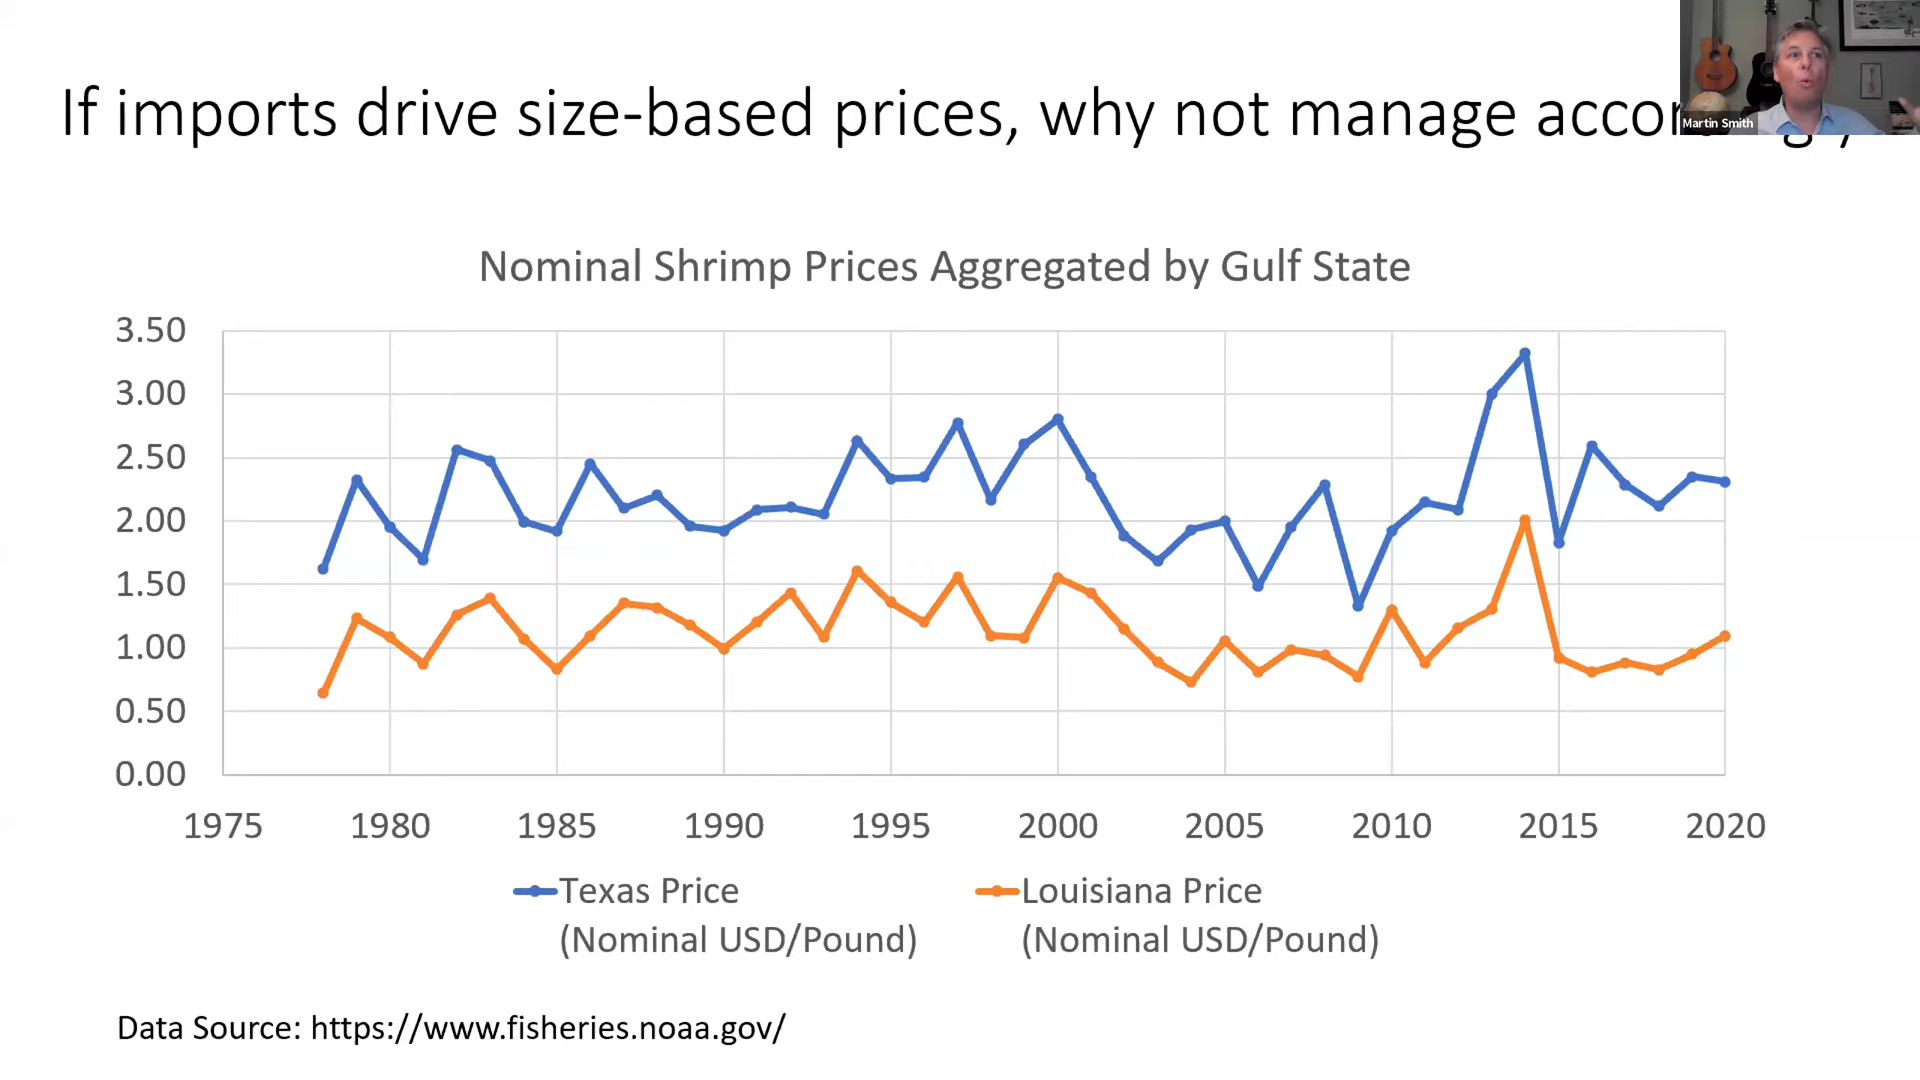 If imports drive size-based prices, why not manage
Martin Smith
Nominal Shrimp Prices Aggregated by Gulf State
3.50
3.00
2.50
2.00
1.50
1.00
0.50
0.00
1975 1980 1985 1990 1995 2000 2005 2010 2015 2020
Texas Price Louisiana Price
(Nominal USD/Pound) (Nominal USD/Pound)
Data Source: https://www.fisheries.noaa.gov/